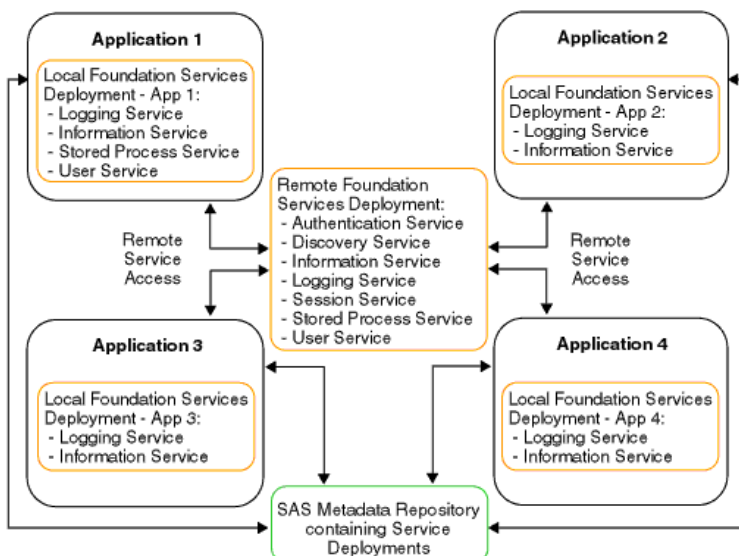 Application 1
Local Foundation Services
Deployment - App 1:
- Logging Service
- Information Service
- Stored Process Service
- User Service
Application 2
Local Foundation Services
Deployment - App 2:
- Logging Service
- Information Service
Remote Foundation
Services Deployment:
- Authentication Service
- Discovery Service
- Information Service
- Logging Service
- Session Service
- Stored Process Service
- User Service
Remote
Service
Access
Remote
Service
Access
Application 3
Local Foundation Services
Deployment - App 3:
- Logging Service
- Information Service
Application 4
Local Foundation Services
Deployment - App 4:
- Logging Service
- Information Service
SAS Metadata Repository
containing Service
Deployments